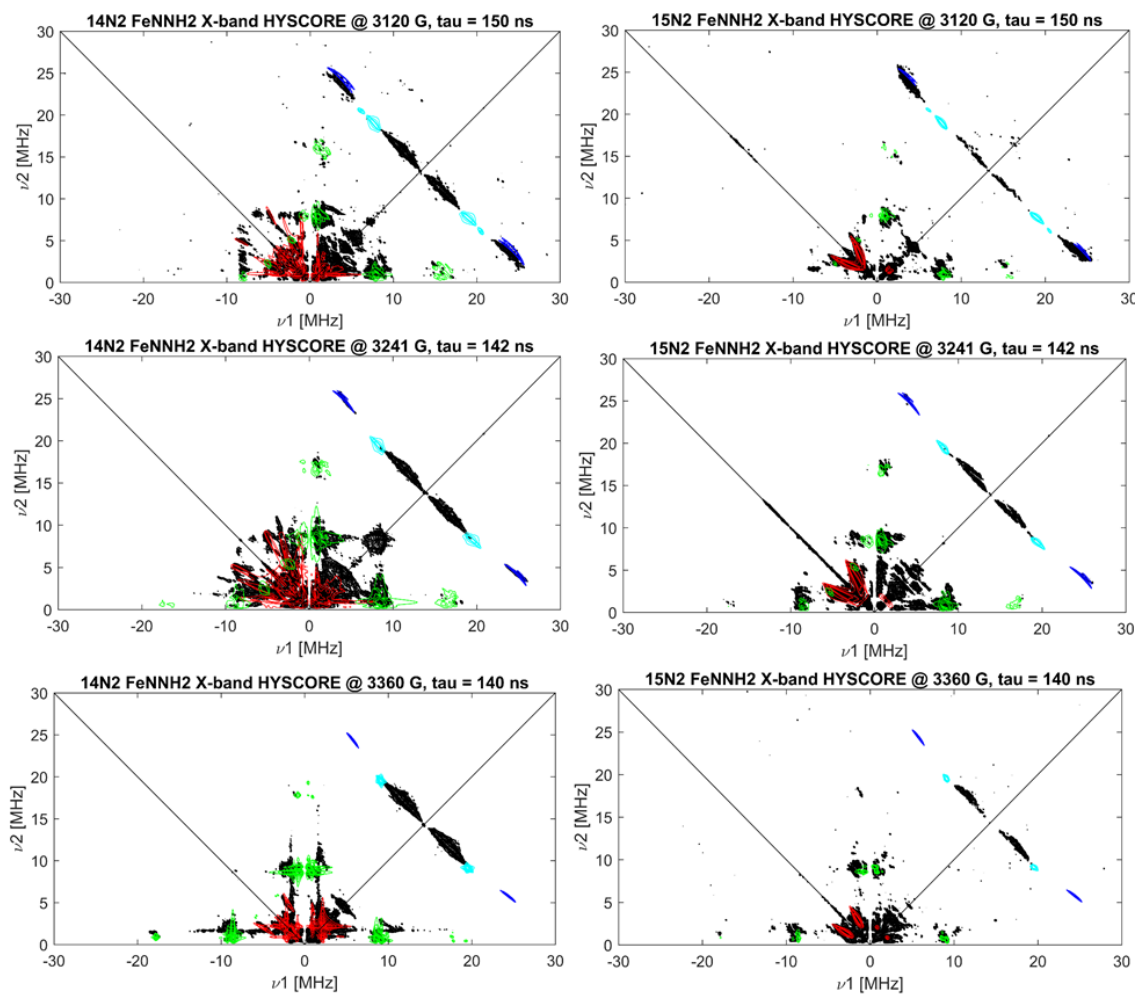 14N2 FeNNH2 X-band HYSCORE @ 3120 G, tau = 150 ns
30
25
20
15
10
5
0
ν2 [MHz]
-30 -20 -10 0 10 20 30
ν1 [MHz]
15N2 FeNNH2 X-band HYSCORE @ 3120 G, tau = 150 ns
30
25
20
15
10
5
0
ν2 [MHz]
-30 -20 -10 0 10 20 30
ν1 [MHz]
14N2 FeNNH2 X-band HYSCORE @ 3241 G, tau = 142 ns
30
25
20
15
10
5
0
ν2 [MHz]
-30 -20 -10 0 10 20 30
ν1 [MHz]
15N2 FeNNH2 X-band HYSCORE @ 3241 G, tau = 142 ns
30
25
20
15
10
5
0
ν2 [MHz]
-30 -20 -10 0 10 20 30
ν1 [MHz]
14N2 FeNNH2 X-band HYSCORE @ 3360 G, tau = 140 ns
30
25
20
15
10
5
0
ν2 [MHz]
-30 -20 -10 0 10 20 30
ν1 [MHz]
15N2 FeNNH2 X-band HYSCORE @ 3360 G, tau = 140 ns
30
25
20
15
10
5
0
ν2 [MHz]
-30 -20 -10 0 10 20 30
ν1 [MHz]